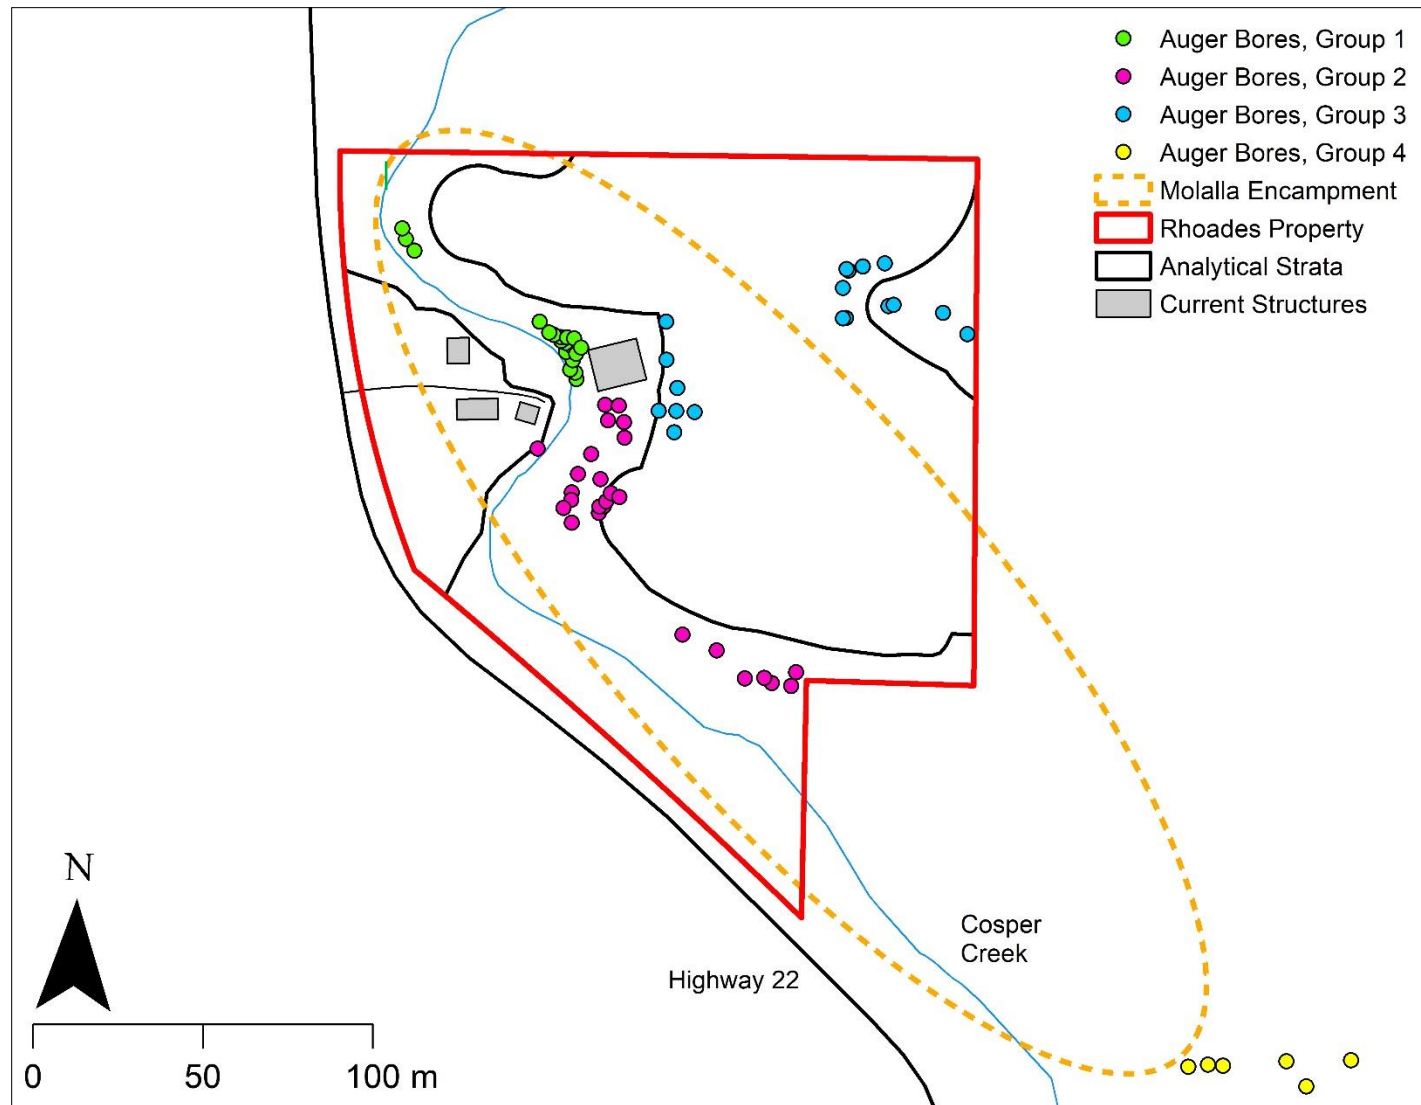 Auger Bores, Group 1
Auger Bores, Group 2
Auger Bores, Group 3
Auger Bores, Group 4
Molalla Encampment
Rhoades Property
Analytical Strata
Current Structures
N
Cosper
Creek
Highway 22
0 50 100 m